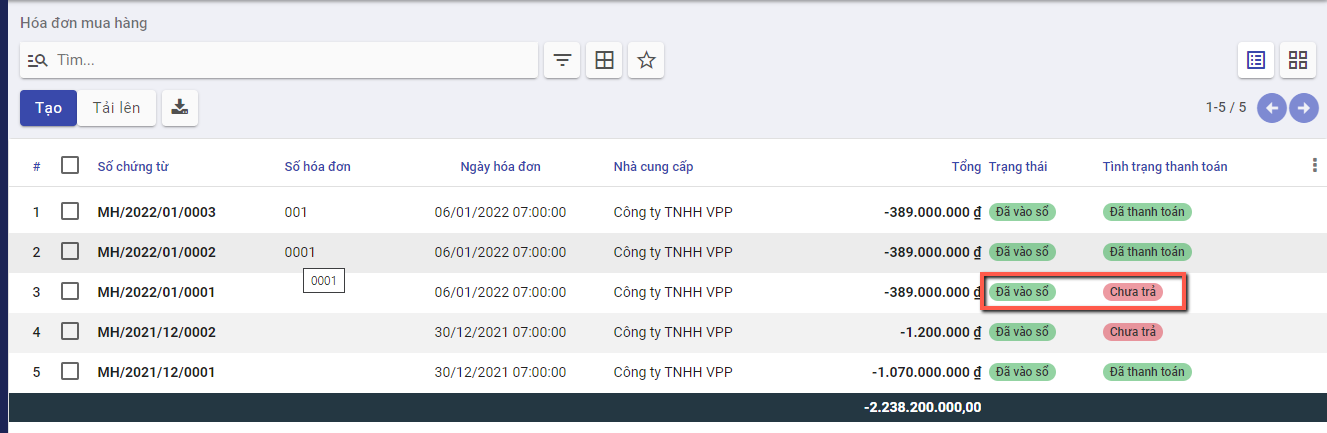 Hóa đơn mua hàng
Tìm...
Tạo Tải lên 1-5 / 5
# Số chứng từ Số hóa đơn Ngày hóa đơn Nhà cung cấp Tổng Trạng thái Tình trạng thanh toán
1 MH/2022/01/0003 001 06/01/2022 07:00:00 Công ty TNHH VPP -389.000.000 ₫ Đã vào sổ Đã thanh toán
2 MH/2022/01/0002 0001 06/01/2022 07:00:00 Công ty TNHH VPP -389.000.000 ₫ Đã vào sổ Đã thanh toán
0001
3 MH/2022/01/0001 06/01/2022 07:00:00 Công ty TNHH VPP -389.000.000 ₫ Đã vào sổ Chưa trả
4 MH/2021/12/0002 30/12/2021 07:00:00 Công ty TNHH VPP -1.200.000 ₫ Đã vào sổ Chưa trả
5 MH/2021/12/0001 30/12/2021 07:00:00 Công ty TNHH VPP -1.070.000.000 ₫ Đã vào sổ Đã thanh toán
-2.238.200.000,00